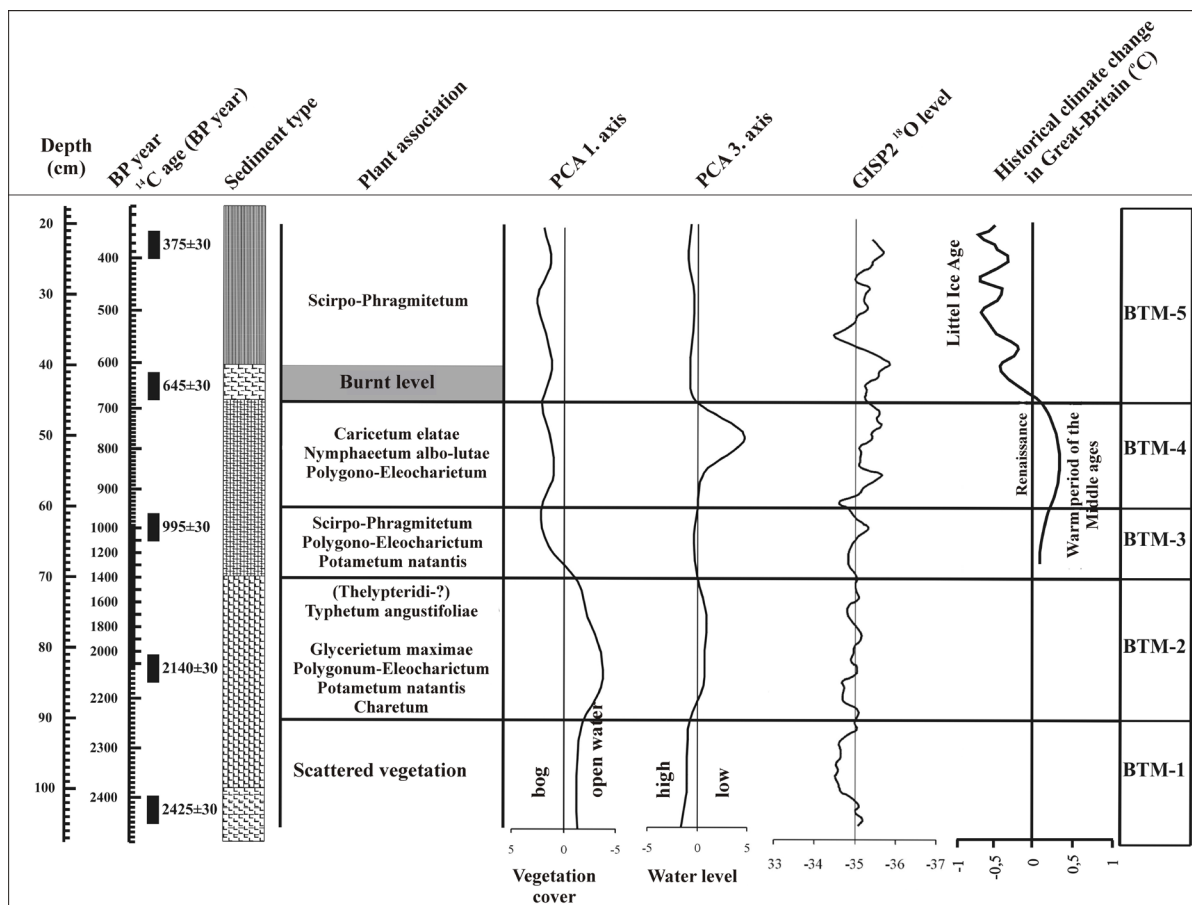 Depth
(cm)
BP year
¹⁴C age (BP year)
Sediment type
Plant association
PCA 1. axis
PCA 3. axis
GISP2 ¹⁸O level
Historical climate change
in Great-Britain (°C)
20
30
40
50
60
70
80
90
100
400
500
600
700
800
900
1000
1200
1400
1600
1800
2000
2200
2300
2400
375±30
645±30
995±30
2140±30
2425±30
Scirpo-Phragmitetum
Burnt level
Caricetum elatae
Nymphaeetum albo-lutae
Polygono-Eleocharietum
Scirpo-Phragmitetum
Polygono-Eleocharictum
Potametum natantis
(Thelypteridi-?)
Typhetum angustifoliae
Glycerietum maximae
Polygonum-Eleocharictum
Potametum natantis
Charetum
Scattered vegetation
bog
open water
high
low
Littel Ice Age
Renaissance
Warm period of the
Middle ages
BTM-5
BTM-4
BTM-3
BTM-2
BTM-1
5 0 -5
Vegetation
cover
-5 0 5
Water level
33 -34 -35 -36 -37
-1 -0,5 0 0,5 1